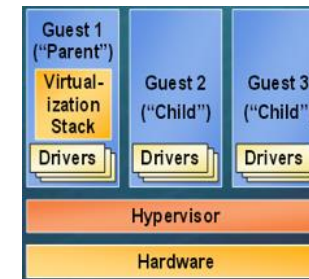 Guest 1
(“Parent”)
Virtual-
ization
Stack
Drivers
Guest 2
(“Child”)
Drivers
Guest 3
(“Child”
Drivers
Hypervisor
Hardware